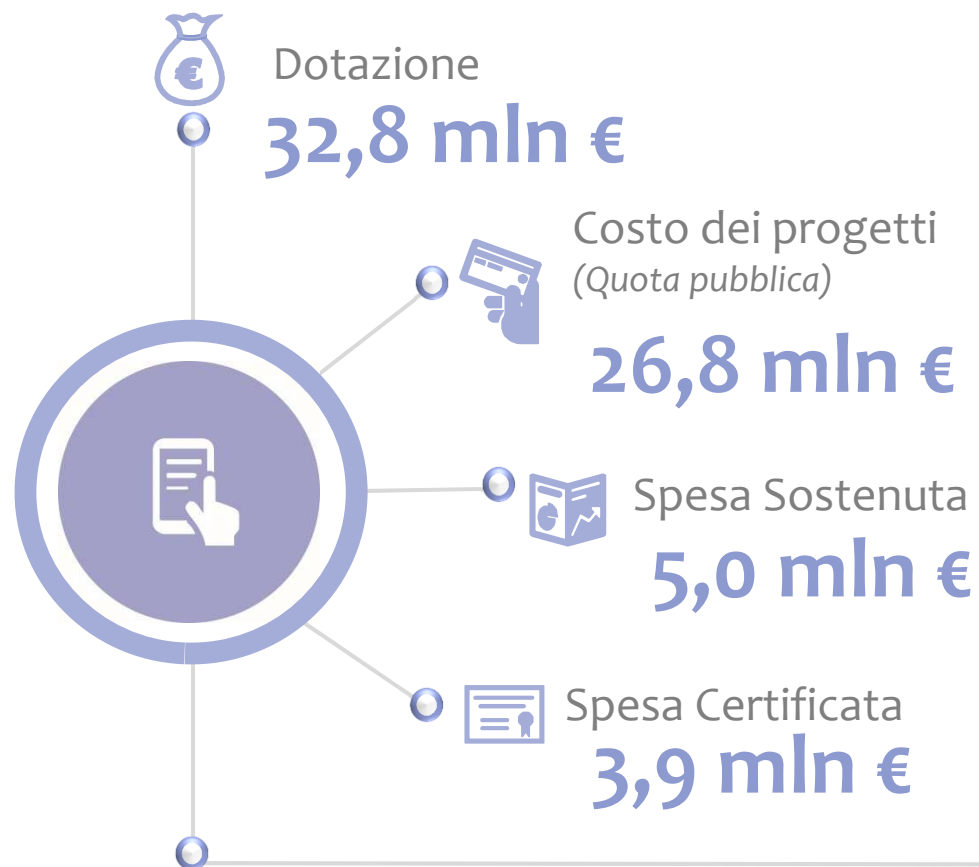 €
Dotazione
32,8 mln €
Costo dei progetti
(Quota pubblica)
26,8 mln €
Spesa Sostenuta
5,0 mln €
Spesa Certificata
3,9 mln €